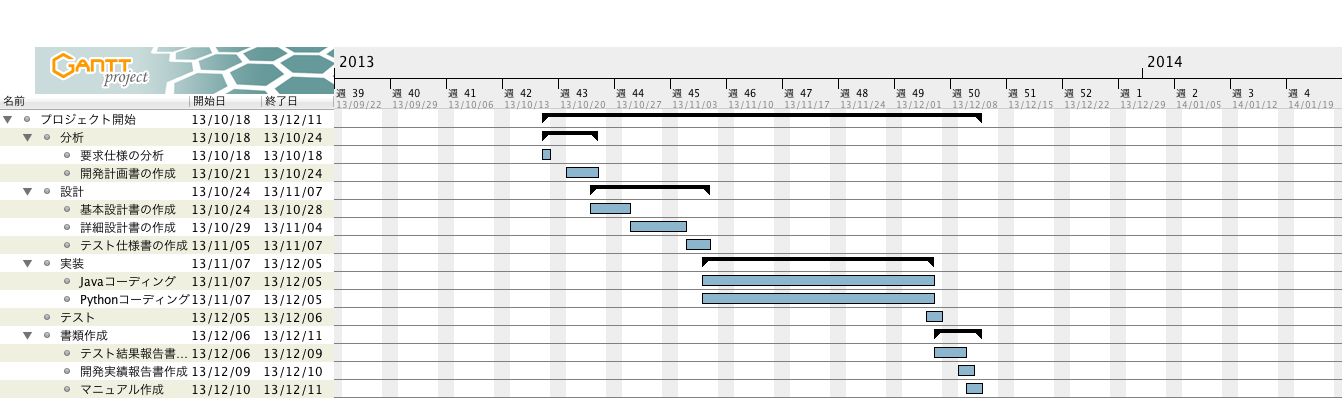 GANTT
project
2013
2014
週 39 週 40 週 41 週 42 週 43 週 44 週 45 週 46 週 47 週 48 週 49 週 50 週 51 週 52 週 1 週 2 週 3 週 4
名前 開始日 終了日 13/09/22 13/09/29 13/10/06 13/10/13 13/10/20 13/10/27 13/11/03 13/11/10 13/11/17 13/11/24 13/12/01 13/12/08 13/12/15 13/12/22 13/12/29 14/01/05 14/01/12 14/01/19
プロジェクト開始 13/10/18 13/12/11
分析 13/10/18 13/10/24
要求仕様の分析 13/10/18 13/10/18
開発計画書の作成 13/10/21 13/10/24
設計 13/10/24 13/11/07
基本設計書の作成 13/10/24 13/10/28
詳細設計書の作成 13/10/29 13/11/04
テスト仕様書の作成 13/11/05 13/11/07
実装 13/11/07 13/12/05
Javaコーディング 13/11/07 13/12/05
Pythonコーディング 13/11/07 13/12/05
テスト 13/12/05 13/12/06
書類作成 13/12/06 13/12/11
テスト結果報告書... 13/12/06 13/12/09
開発実績報告書作成 13/12/09 13/12/10
マニュアル作成 13/12/10 13/12/11